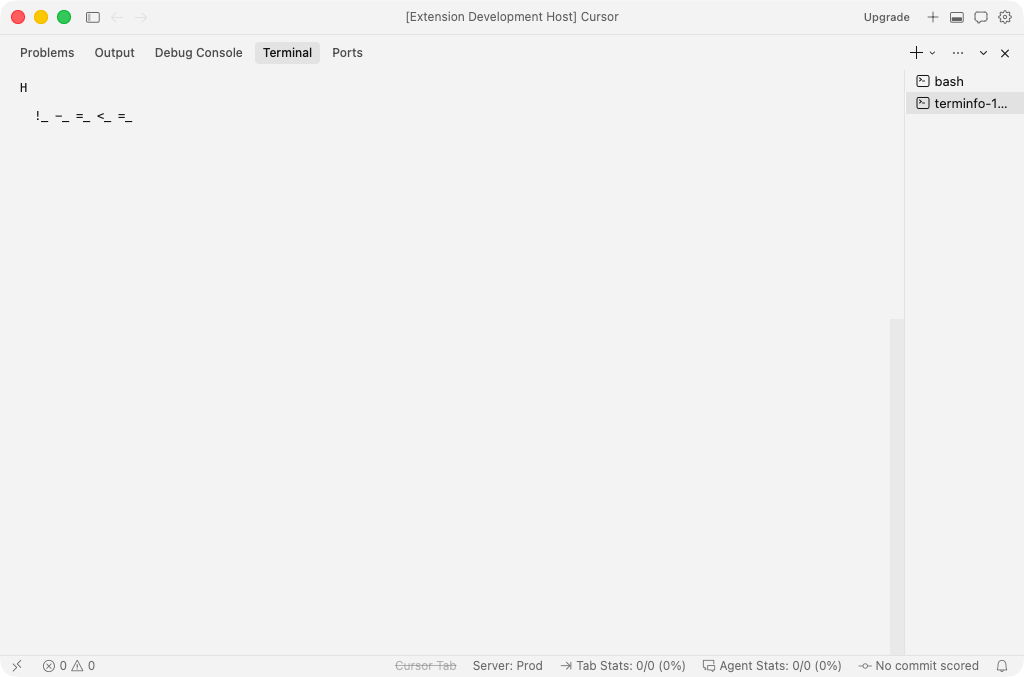 [Extension Development Host] Cursor
Upgrade
Problems Output Debug Console Terminal Ports
H
!_ -_ =_ <_ =_
bash
terminfo-1...
0 0 Cursor Tab Server: Prod Tab Stats: 0/0 (0%) Agent Stats: 0/0 (0%) No commit scored